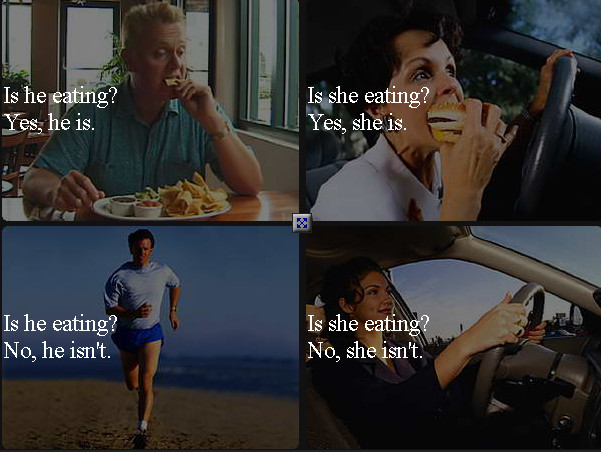 Is he eating?
Yes, he is.
Is she eating?
Yes, she is.
Is he eating?
No, he isn't.
Is she eating?
No, she isn't.